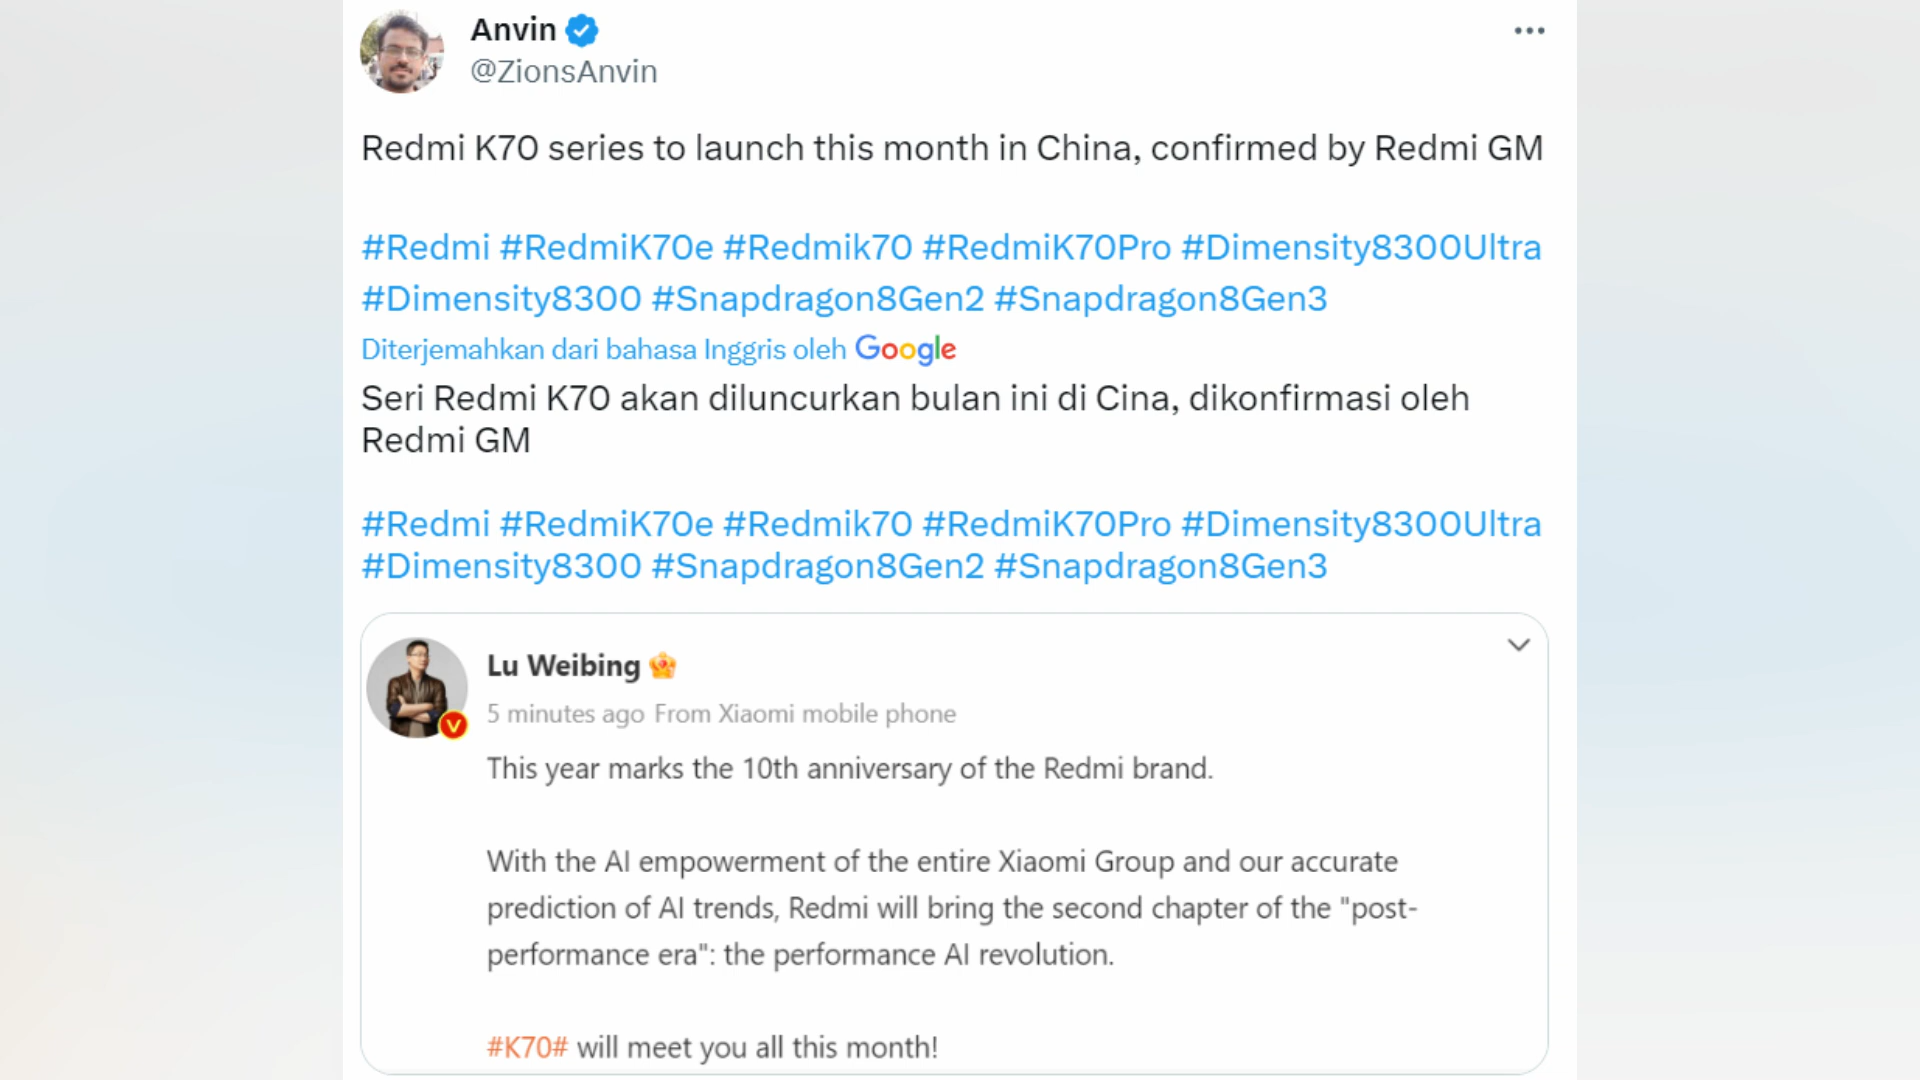 Anvin
@ZionsAnvin
Redmi K70 series to launch this month in China, confirmed by Redmi GM
#Redmi #RedmiK70e #Redmik70 #RedmiK70Pro #Dimensity8300Ultra
#Dimensity8300 #Snapdragon8Gen2 #Snapdragon8Gen3
Diterjemahkan dari bahasa Inggris oleh Google
Seri Redmi K70 akan diluncurkan bulan ini di Cina, dikonfirmasi oleh
Redmi GM
#Redmi #RedmiK70e #Redmik70 #RedmiK70Pro #Dimensity8300Ultra
#Dimensity8300 #Snapdragon8Gen2 #Snapdragon8Gen3
Lu Weibing
V
5 minutes ago From Xiaomi mobile phone
This year marks the 10th anniversary of the Redmi brand.
With the AI empowerment of the entire Xiaomi Group and our accurate
prediction of AI trends, Redmi will bring the second chapter of the "post-
performance era": the performance AI revolution.
#K70# will meet you all this month!